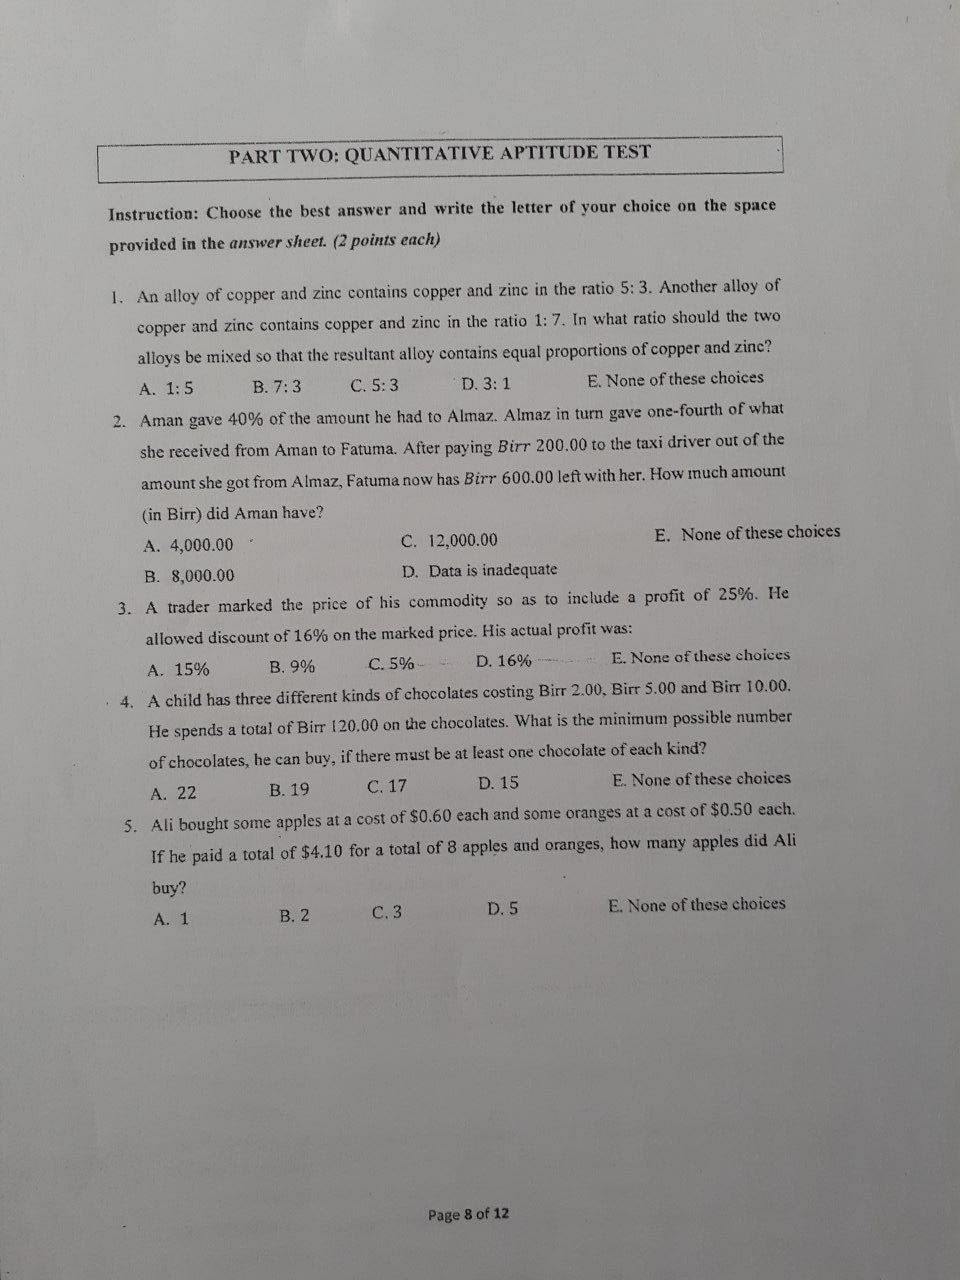 PART TWO: QUANTITATIVE APTITUDE TEST
Instruction: Choose the best answer and write the letter of your choice on the space
provided in the answer sheet. (2 points each)
1. An alloy of copper and zinc contains copper and zinc in the ratio 5: 3. Another alloy of
copper and zinc contains copper and zinc in the ratio 1: 7. In what ratio should the two
alloys be mixed so that the resultant alloy contains equal proportions of copper and zinc?
A. 1: 5 B. 7: 3 C. 5: 3 D. 3: 1 E. None of these choices
2. Aman gave 40% of the amount he had to Almaz. Almaz in turn gave one-fourth of what
she received from Aman to Fatuma. After paying Birr 200.00 to the taxi driver out of the
amount she got from Almaz, Fatuma now has Birr 600.00 left with her. How much amount
(in Birr) did Aman have?
A. 4,000.00 C. 12,000.00 E. None of these choices
B. 8,000.00 D. Data is inadequate
3. A trader marked the price of his commodity so as to include a profit of 25%. He
allowed discount of 16% on the marked price. His actual profit was:
A. 15% B. 9% C. 5% D. 16% E. None of these choices
4. A child has three different kinds of chocolates costing Birr 2.00, Birr 5.00 and Birr 10.00.
He spends a total of Birr 120.00 on the chocolates. What is the minimum possible number
of chocolates, he can buy, if there must be at least one chocolate of each kind?
A. 22 B. 19 C. 17 D. 15 E. None of these choices
5. Ali bought some apples at a cost of $0.60 each and some oranges at a cost of $0.50 each.
If he paid a total of $4.10 for a total of 8 apples and oranges, how many apples did Ali
buy?
A. 1 B. 2 C. 3 D. 5 E. None of these choices
Page 8 of 12